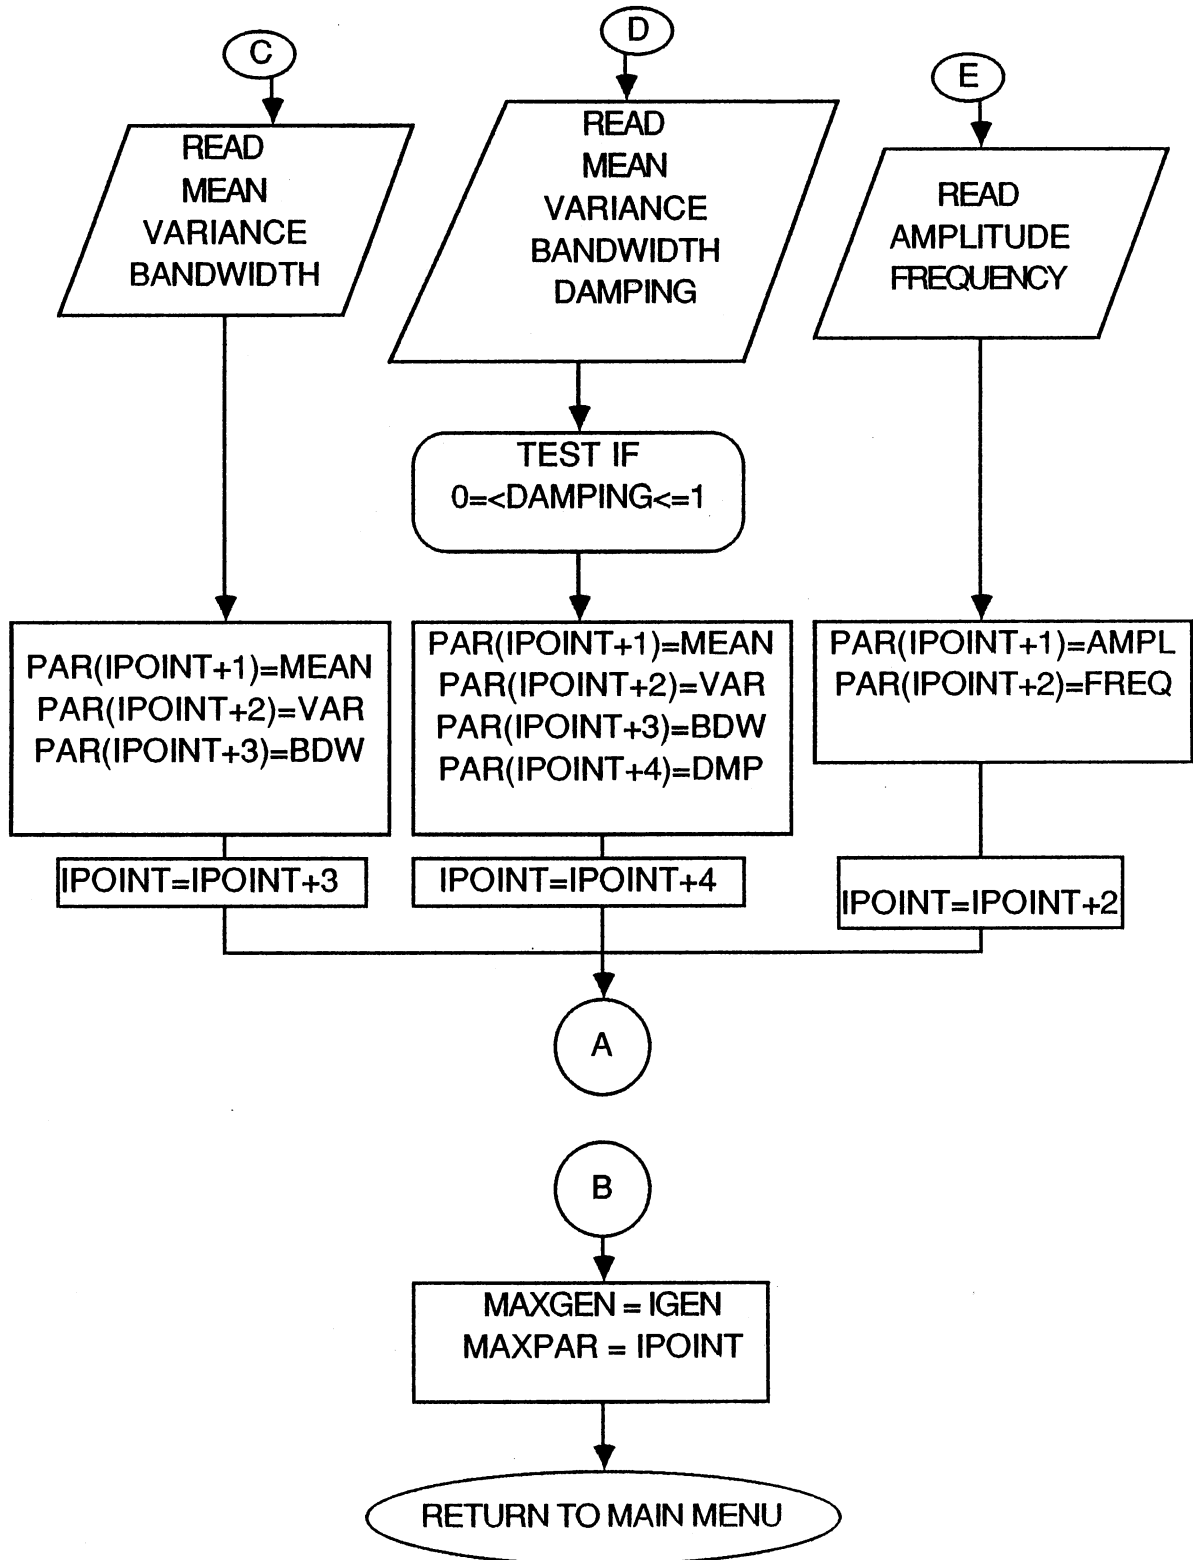 C
READ
MEAN
VARIANCE
BANDWIDTH
D
READ
MEAN
VARIANCE
BANDWIDTH
DAMPING
E
READ
AMPLITUDE
FREQUENCY
TEST IF
0=<DAMPING<=1
PAR(IPOINT+1)=MEAN
PAR(IPOINT+2)=VAR
PAR(IPOINT+3)=BDW
PAR(IPOINT+1)=MEAN
PAR(IPOINT+2)=VAR
PAR(IPOINT+3)=BDW
PAR(IPOINT+4)=DMP
PAR(IPOINT+1)=AMPL
PAR(IPOINT+2)=FREQ
IPOINT=IPOINT+3
IPOINT=IPOINT+4
IPOINT=IPOINT+2
A
B
MAXGEN = IGEN
MAXPAR = IPOINT
RETURN TO MAIN MENU